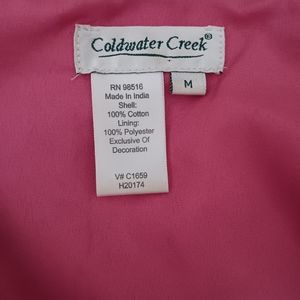 Coldwater Creek®
M
RN 98516
Made In India
Shell:
100% Cotton
Lining:
100% Polyester
Exclusive Of
Decoration
V# C1659
H20174